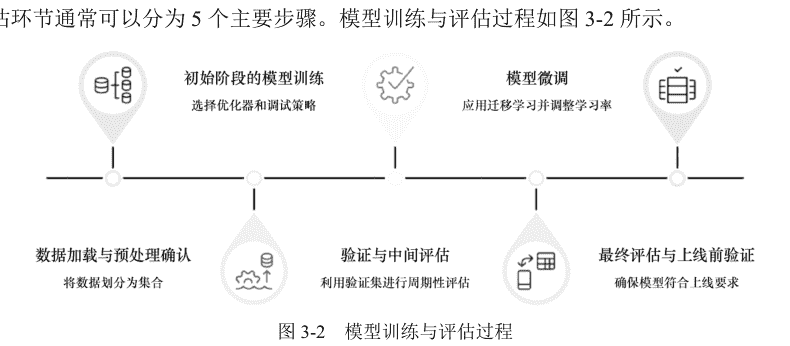 估环节通常可以分为 5 个主要步骤。模型训练与评估过程如图 3-2 所示。
初始阶段的模型训练
选择优化器和调试策略
模型微调
应用迁移学习并调整学习率
数据加载与预处理确认
将数据划分为集合
验证与中间评估
利用验证集进行周期性评估
最终评估与上线前验证
确保模型符合上线要求
图 3-2 模型训练与评估过程